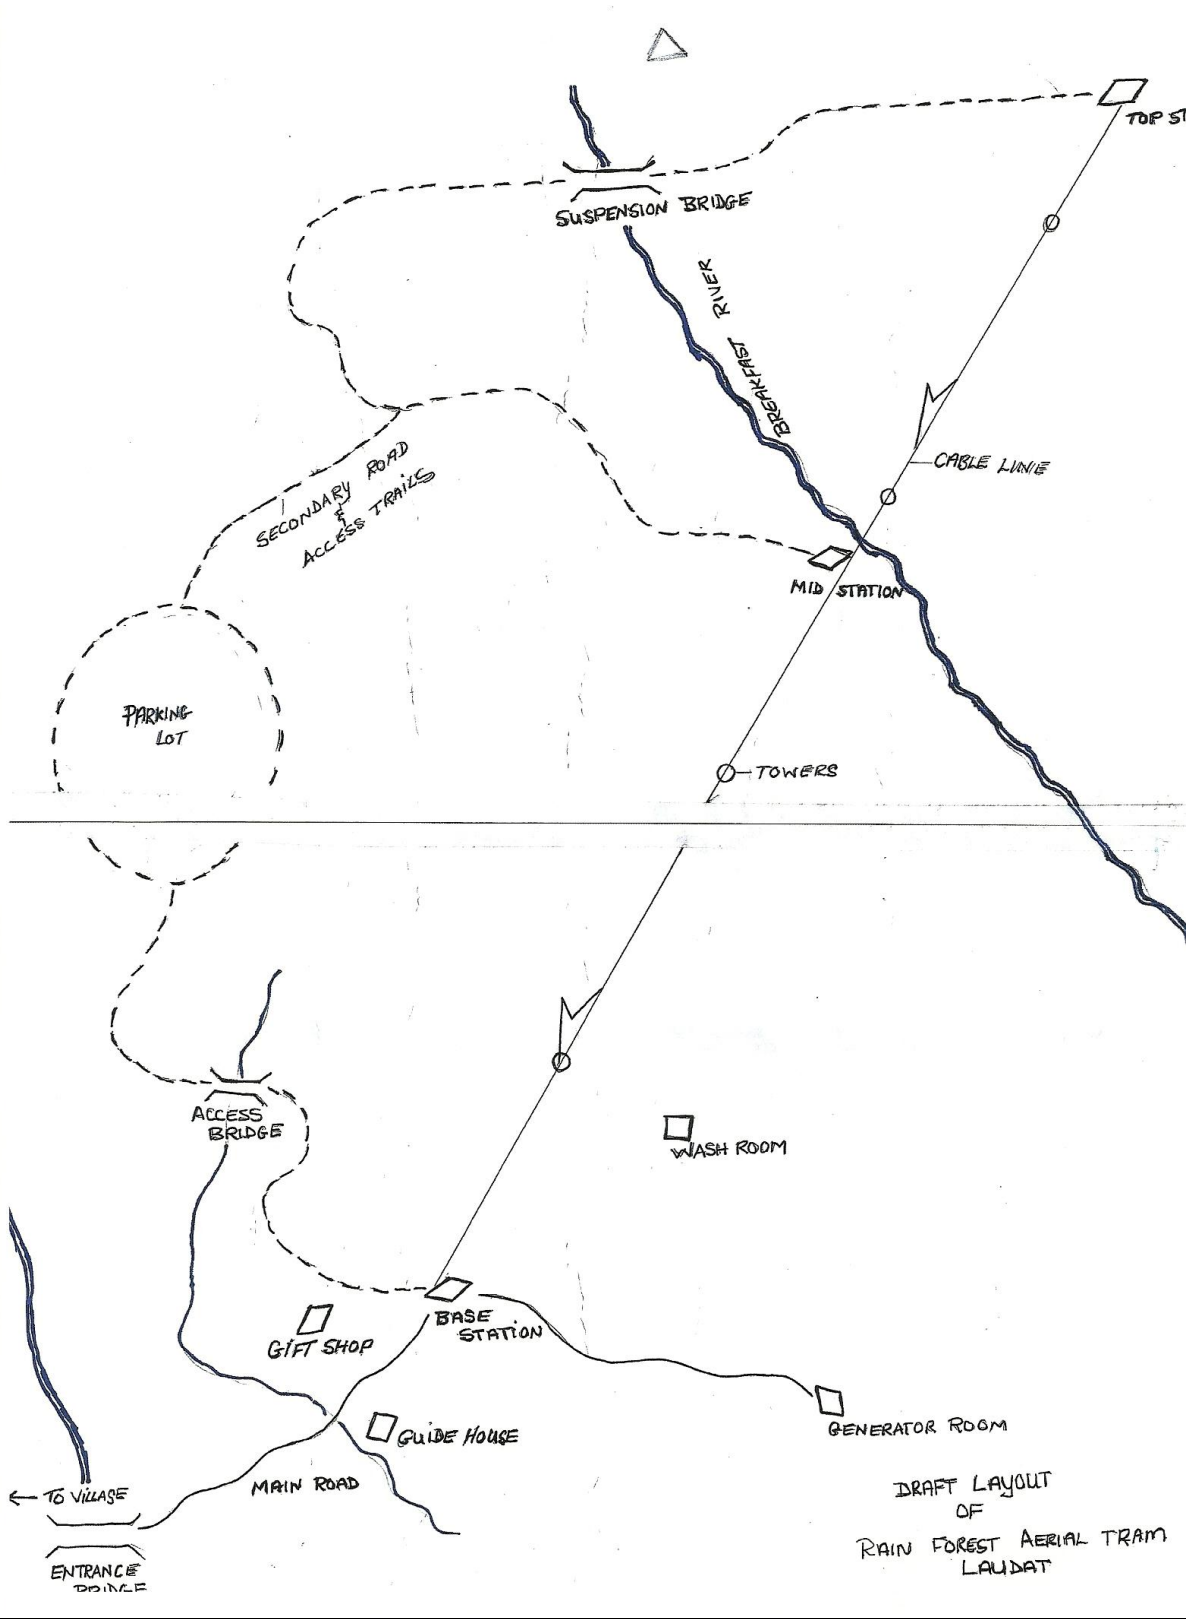 TOP ST
SUSPENSION BRIDGE
BREAKFAST RIVER
CABLE LINE
SECONDARY ROAD
&
ACCESS TRAILS
MID STATION
PARKING
LOT
TOWERS
ACCESS
BRIDGE
WASH ROOM
BASE
STATION
GIFT SHOP
GUIDE HOUSE
GENERATOR ROOM
MAIN ROAD
← TO VILLAGE
ENTRANCE
BRIDGE
DRAFT LAYOUT
OF
RAIN FOREST AERIAL TRAM
LAUDAT